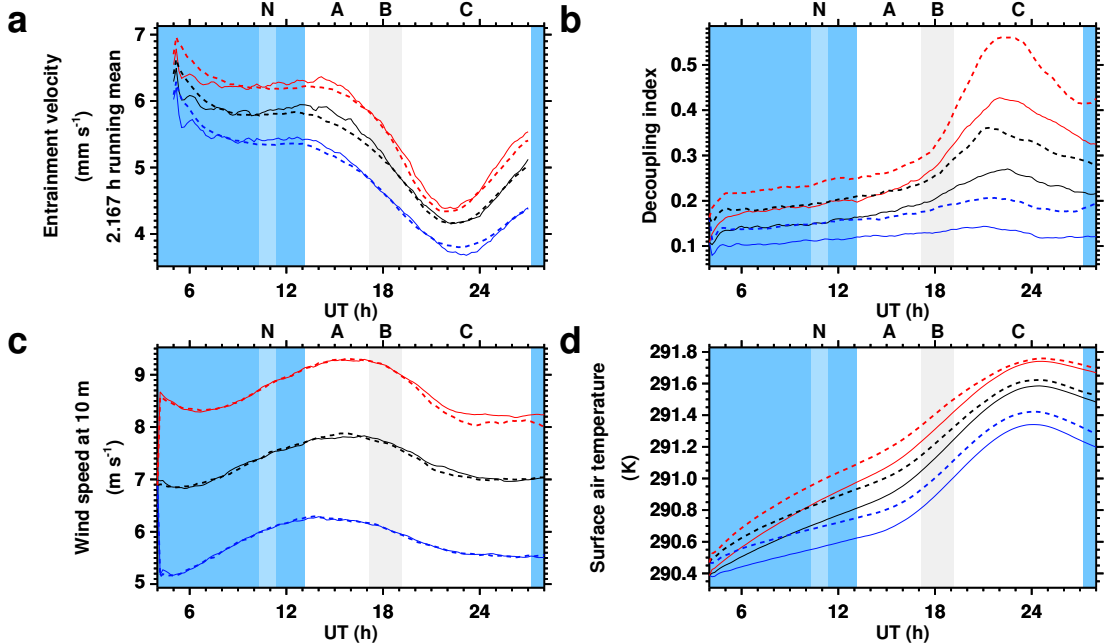 a
N A B C
Entrainment velocity
2.167 h running mean
(mm s⁻¹)
7
6
5
4
6 12 18 24
UT (h)
b
N A B C
Decoupling index
0.5
0.4
0.3
0.2
0.1
6 12 18 24
UT (h)
c
N A B C
Wind speed at 10 m
(m s⁻¹)
9
8
7
6
5
6 12 18 24
UT (h)
d
N A B C
Surface air temperature
(K)
291.8
291.6
291.4
291.2
291.0
290.8
290.6
290.4
6 12 18 24
UT (h)